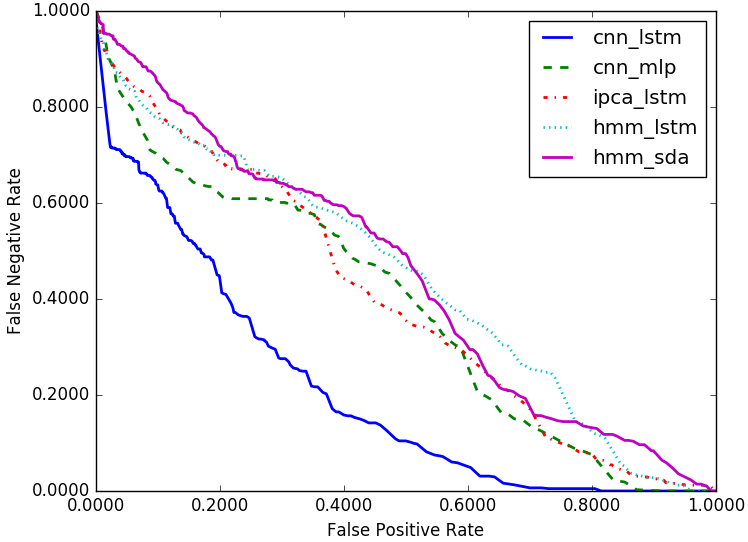 1.0000
0.8000
0.6000
0.4000
0.2000
0.0000
False Negative Rate
cnn_lstm
cnn_mlp
ipca_lstm
hmm_lstm
hmm_sda
0.0000 0.2000 0.4000 0.6000 0.8000 1.0000
False Positive Rate